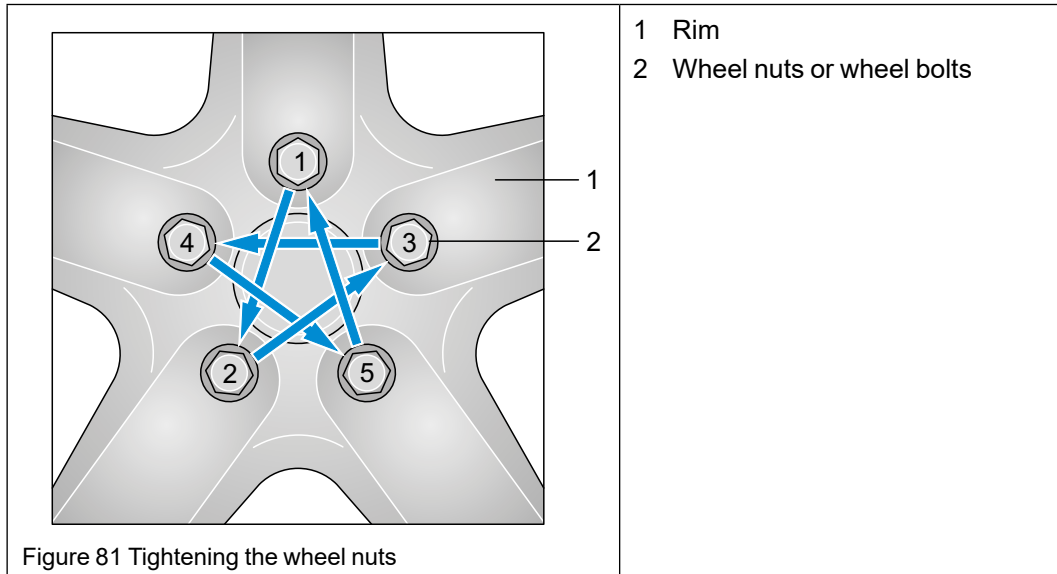 1
4
3
2
5
1
2
Figure 81 Tightening the wheel nuts
1 Rim
2 Wheel nuts or wheel bolts